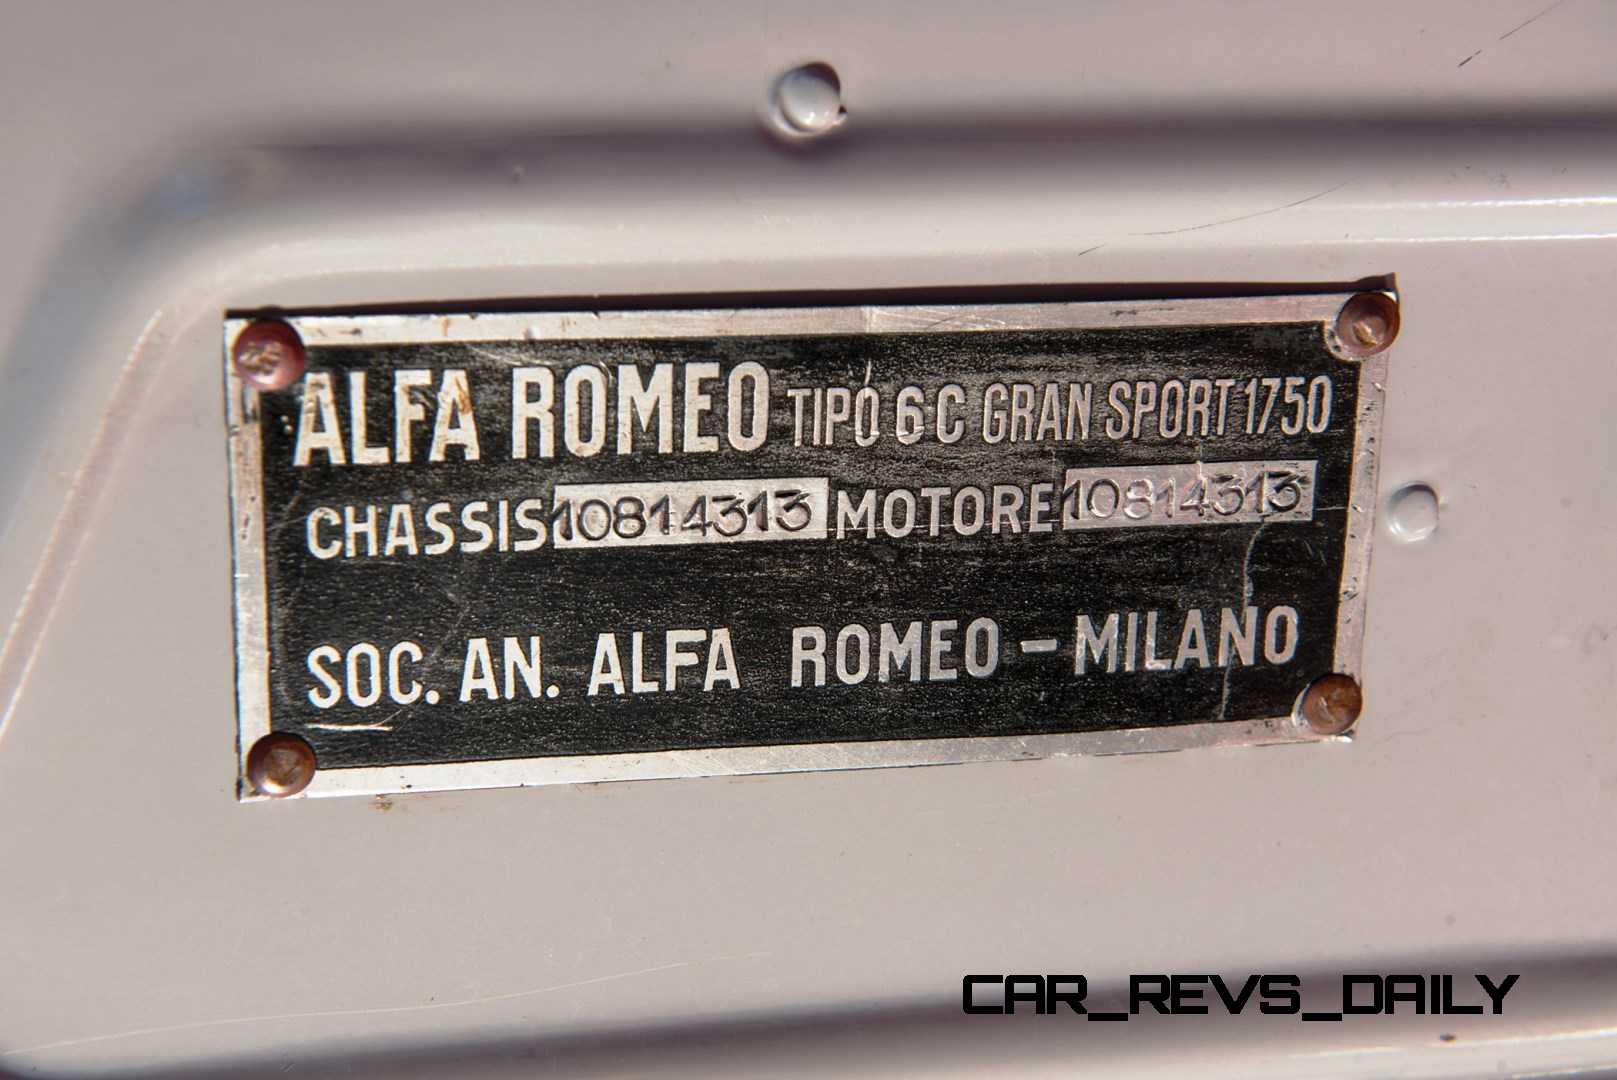 ALFA ROMEO TIPO 6C GRAN SPORT 1750
CHASSIS 10814313 MOTORE 10814313
SOC. AN. ALFA ROMEO - MILANO
CAR_REVS_DAILY